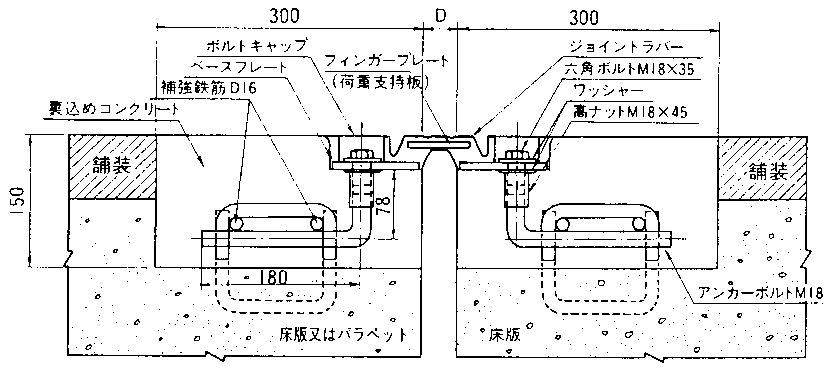 300 D 300
ボルトキャップ
ベースプレート
補強鉄筋D16
裏込めコンクリート
フィンガープレート
(荷重支持板)
ジョイントラバー
六角ボルトM18×35
ワッシャー
高ナットM18×45
舗装
舗装
150
78
180
アンカーボルトM18
床版又はパラペット
床版